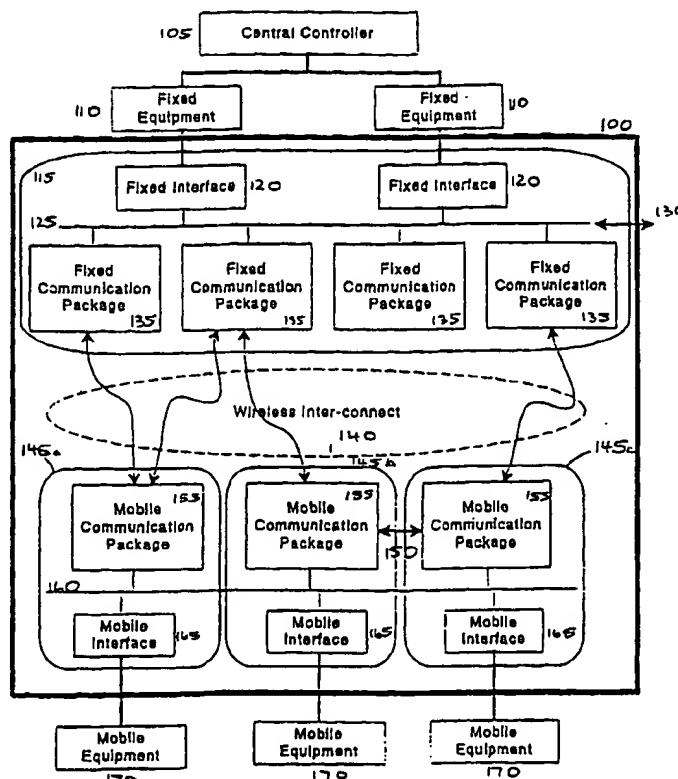 105 Central Controller
110 Fixed Equipment
Fixed Equipment 110
100
115
Fixed Interface 120
Fixed Interface 120
125
130
Fixed Communication Package 135
Fixed Communication Package 135
Fixed Communication Package 135
Fixed Communication Package 135
Wireless Inter-connect
140
145a
145b
145c
Mobile Communication Package 155
Mobile Communication Package 155
Mobile Communication Package 155
150
160
Mobile Interface 165
Mobile Interface 165
Mobile Interface 165
Mobile Equipment
Mobile Equipment
Mobile Equipment
170
170
170